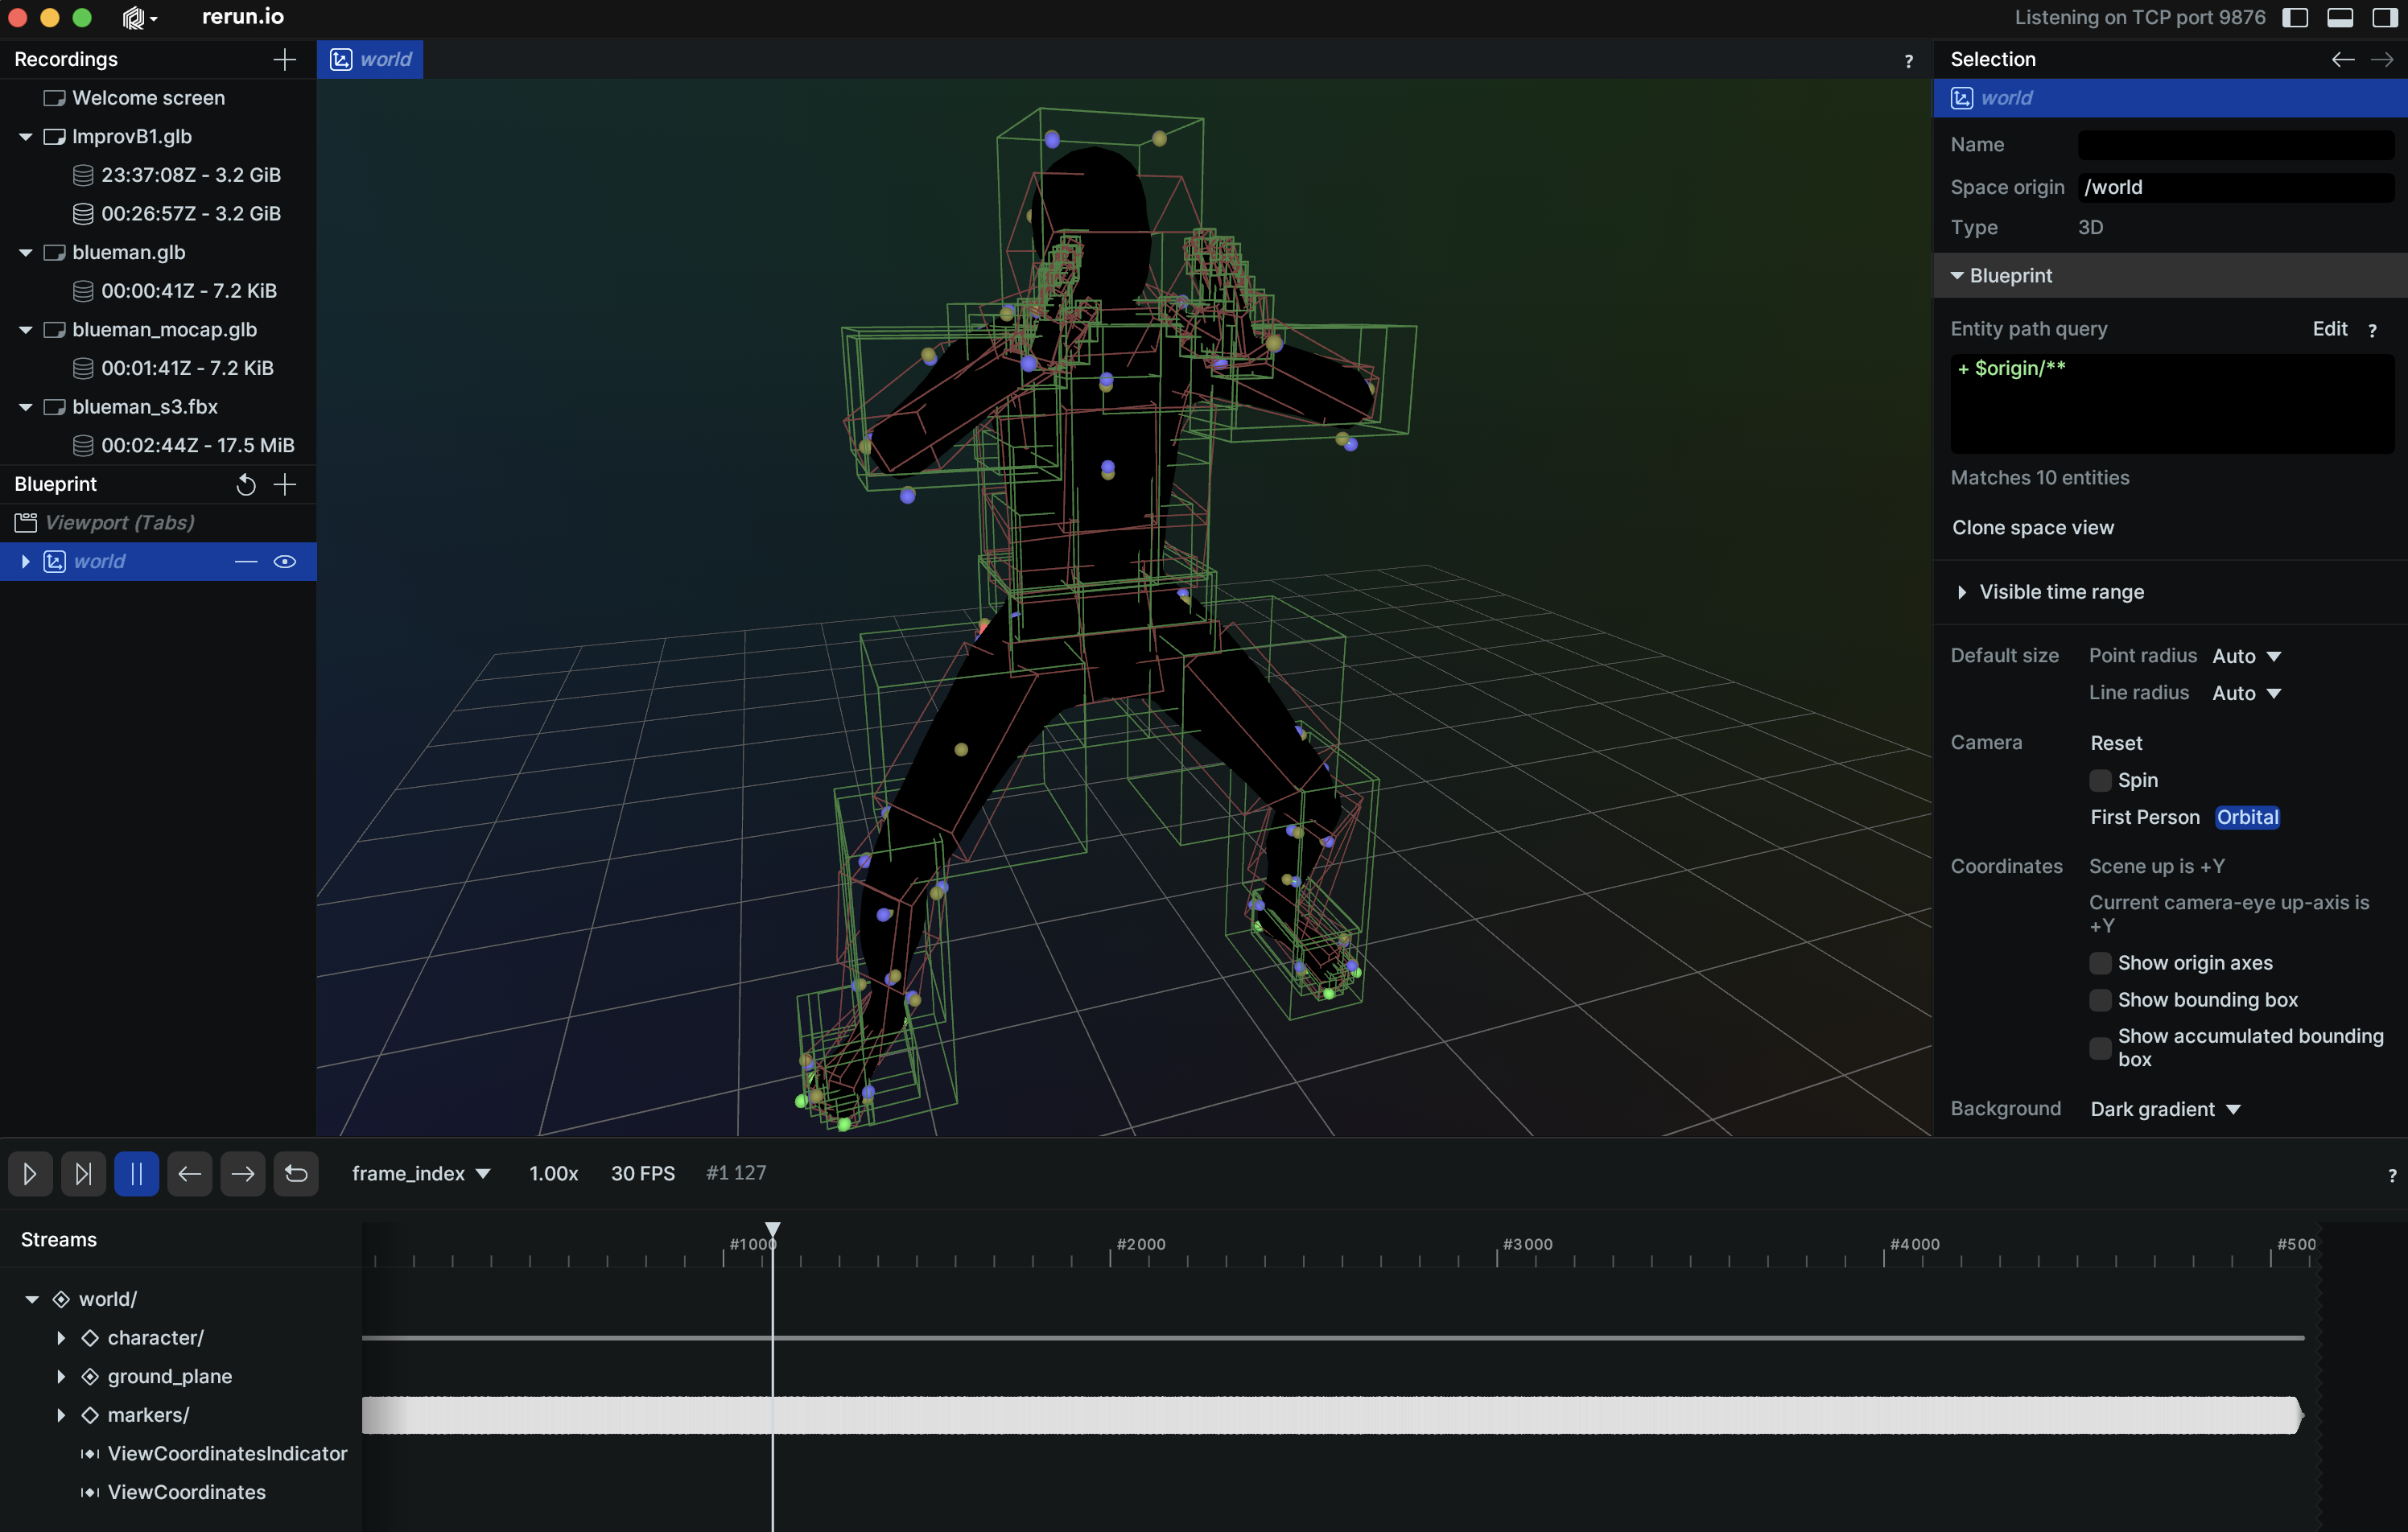 rerun.io
Listening on TCP port 9876
Recordings
Welcome screen
ImprovB1.glb
23:37:08Z - 3.2 GiB
00:26:57Z - 3.2 GiB
blueman.glb
00:00:41Z - 7.2 KiB
blueman_mocap.glb
00:01:41Z - 7.2 KiB
blueman_s3.fbx
00:02:44Z - 17.5 MiB
Blueprint
Viewport (Tabs)
world
world
?
Selection
world
Name
Space origin /world
Type 3D
Blueprint
Entity path query Edit ?
+ $origin/**
Matches 10 entities
Clone space view
Visible time range
Default size Point radius Auto
Line radius Auto
Camera Reset
Spin
First Person Orbital
Coordinates Scene up is +Y
Current camera-eye up-axis is
+Y
Show origin axes
Show bounding box
Show accumulated bounding
box
Background Dark gradient
frame_index 1.00x 30 FPS #1 127
?
Streams
#1000 #2000 #3000 #4000 #500
world/
character/
ground_plane
markers/
ViewCoordinatesIndicator
ViewCoordinates